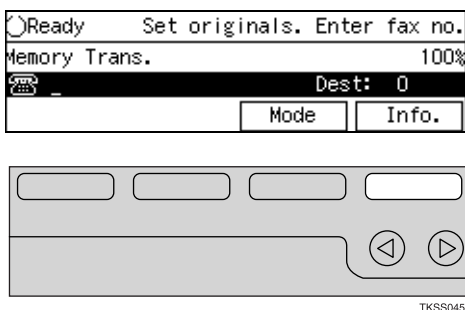 Ready Set originals. Enter fax no.
Memory Trans. 100%
_ Dest: 0
Mode Info.
TKSS045